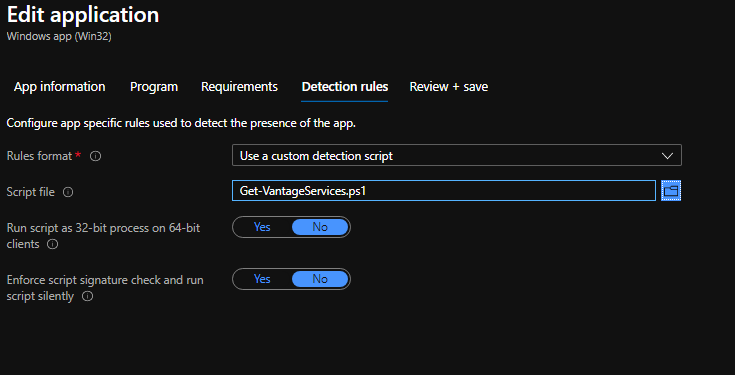 Edit application
Windows app (Win32)
App information Program Requirements Detection rules Review + save
Configure app specific rules used to detect the presence of the app.
Rules format * Use a custom detection script
Script file Get-VantageServices.ps1
Run script as 32-bit process on 64-bit
clients
Yes No
Enforce script signature check and run
script silently
Yes No